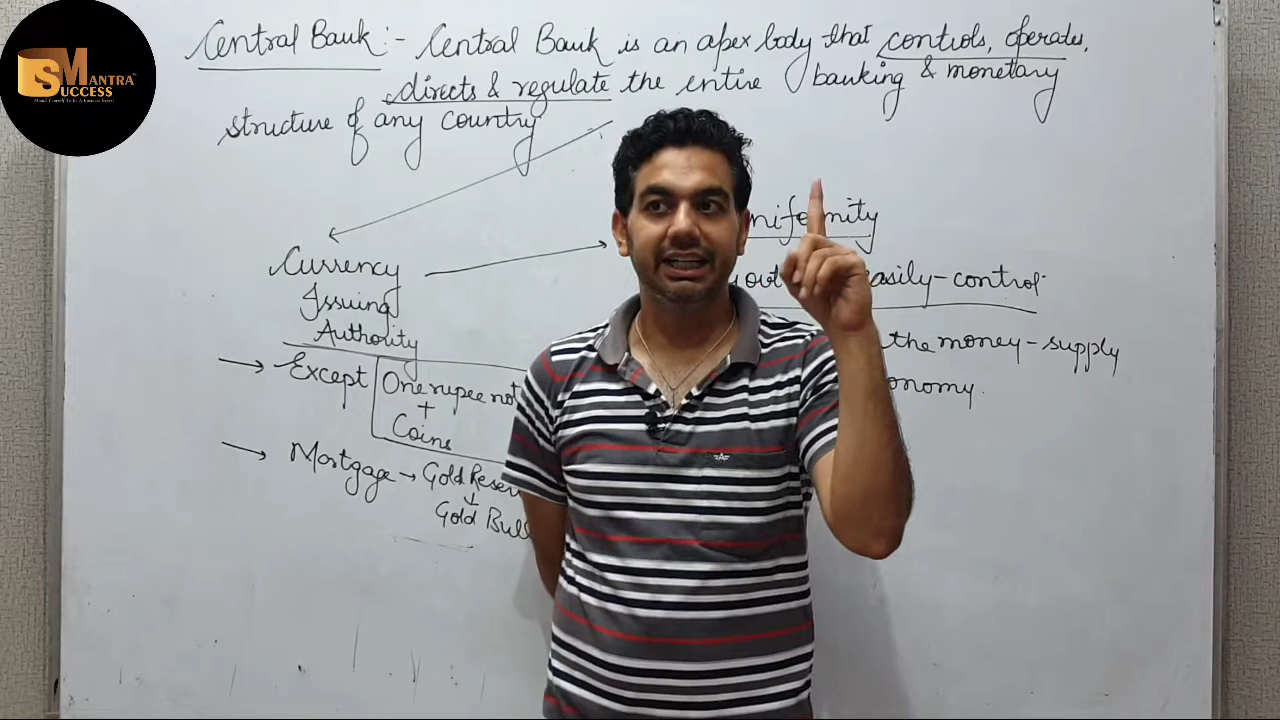 SMANTRA
SUCCESS
Central Bank :- Central Bank is an apex body that controls, operates,
directs & regulate the entire banking & monetary
structure of any country
Currency
Issuing
Authority
→ Except One rupee not
+
Coins
→ Mortgage → Gold Reser
↓
Gold Bull
niformity
easily-control
the money-supply
onomy.